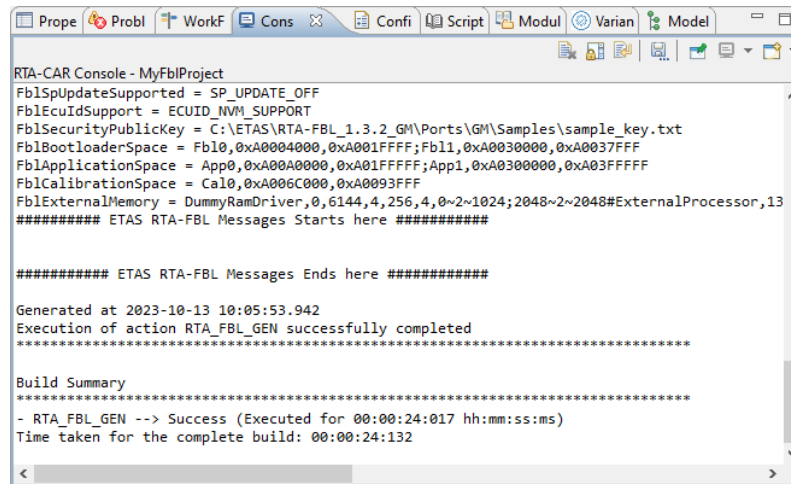 Prope Probl WorkF Cons Confi Script Modul Varian Model
RTA-CAR Console - MyFblProject
FblSpUpdateSupported = SP_UPDATE_OFF
FblEcuIdSupport = ECUID_NVM_SUPPORT
FblSecurityPublicKey = C:\ETAS\RTA-FBL_1.3.2_GM\Ports\GM\Samples\sample_key.txt
FblBootloaderSpace = Fbl0,0xA0004000,0xA001FFFF;Fbl1,0xA0030000,0xA0037FFF
FblApplicationSpace = App0,0xA00A0000,0xA01FFFFF;App1,0xA0300000,0xA03FFFFF
FblCalibrationSpace = Cal0,0xA006C000,0xA0093FFF
FblExternalMemory = DummyRamDriver,0,6144,4,256,4,0~2~1024;2048~2~2048#ExternalProcessor,13
########## ETAS RTA-FBL Messages Starts here ###########
########### ETAS RTA-FBL Messages Ends here ############
Generated at 2023-10-13 10:05:53.942
Execution of action RTA_FBL_GEN successfully completed
********************************************************************************
Build Summary
********************************************************************************
- RTA_FBL_GEN --> Success (Executed for 00:00:24:017 hh:mm:ss:ms)
Time taken for the complete build: 00:00:24:132